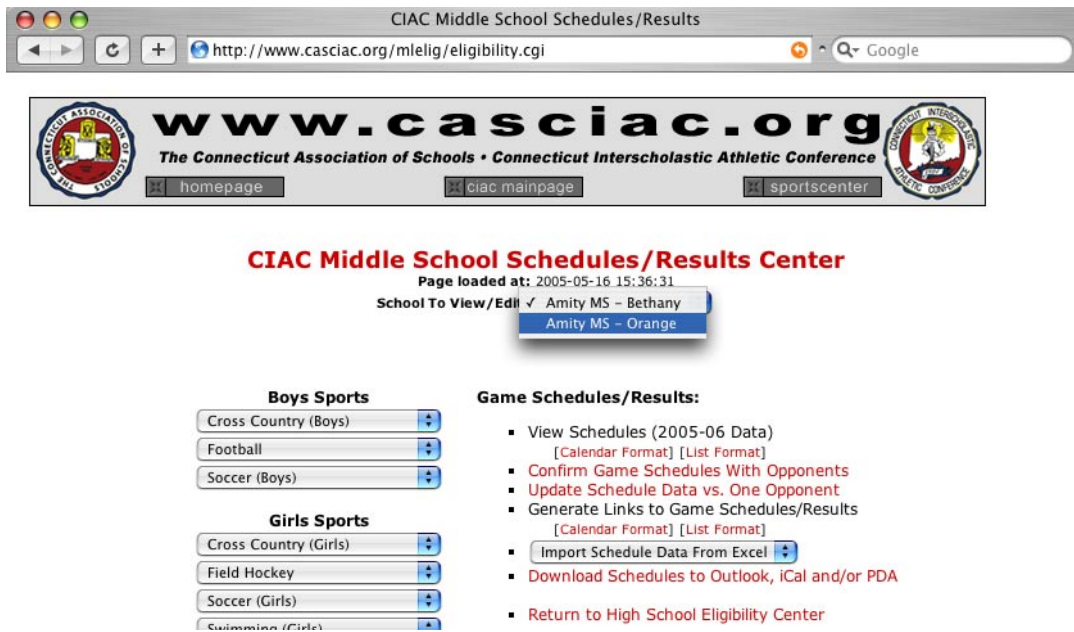 CIAC Middle School Schedules/Results
http://www.casciac.org/mlelig/eligibility.cgi
Google
www.casciac.org
The Connecticut Association of Schools • Connecticut Interscholastic Athletic Conference
homepage
ciac mainpage
sportscenter
CIAC Middle School Schedules/Results Center
Page loaded at: 2005-05-16 15:36:31
School To View/Edit
✓ Amity MS – Bethany
Amity MS – Orange
Boys Sports
Cross Country (Boys)
Football
Soccer (Boys)
Girls Sports
Cross Country (Girls)
Field Hockey
Soccer (Girls)
Swimming (Girls)
Game Schedules/Results:
View Schedules (2005-06 Data)
[Calendar Format] [List Format]
Confirm Game Schedules With Opponents
Update Schedule Data vs. One Opponent
Generate Links to Game Schedules/Results
[Calendar Format] [List Format]
Import Schedule Data From Excel
Download Schedules to Outlook, iCal and/or PDA
Return to High School Eligibility Center